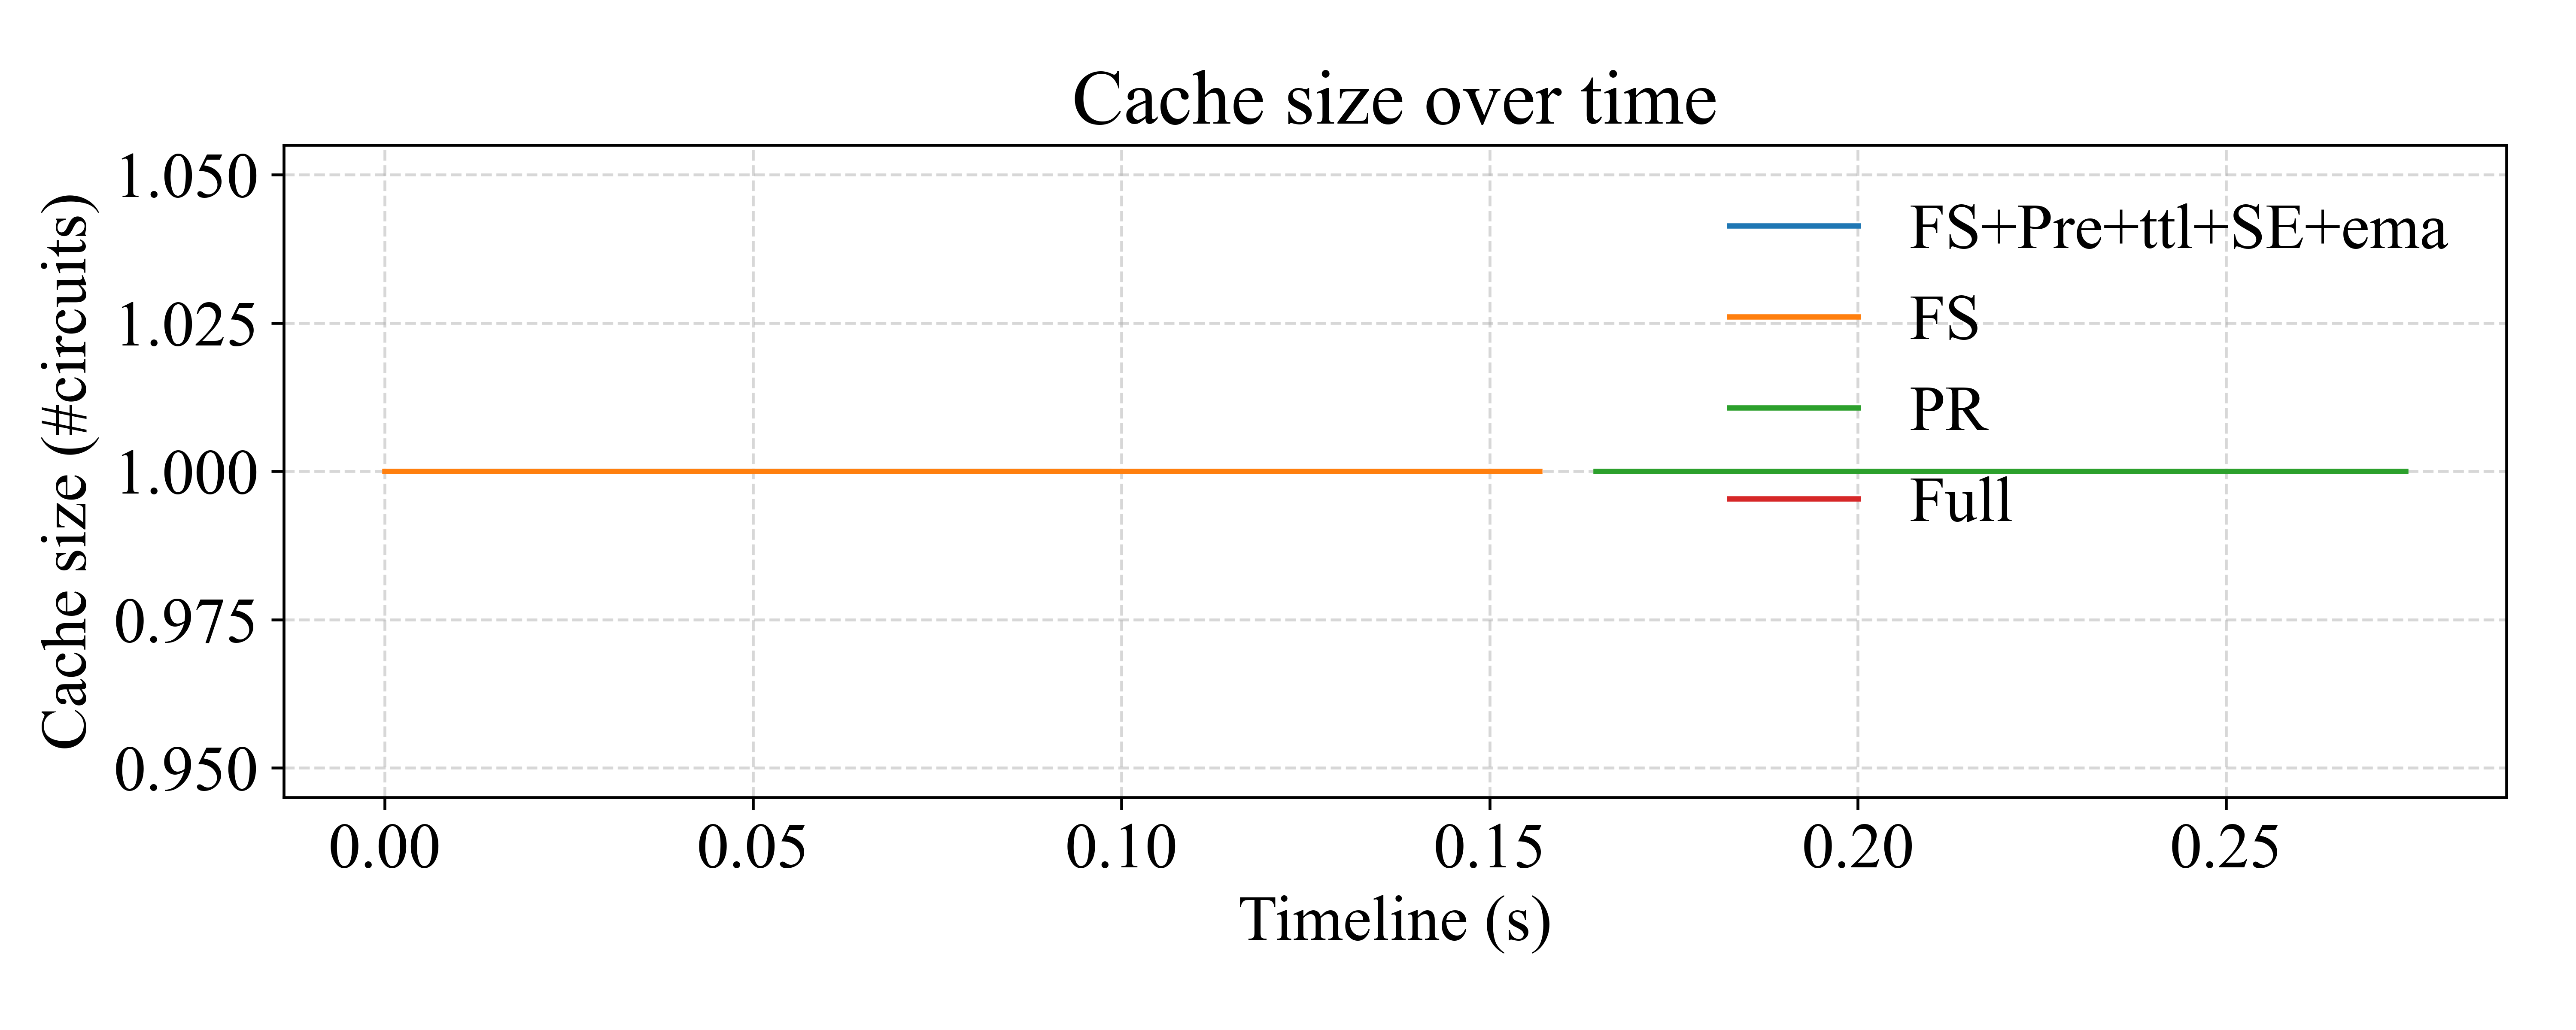 Cache size over time
Cache size (#circuits)
1.050
1.025
1.000
0.975
0.950
FS+Pre+ttl+SE+ema
FS
PR
Full
0.00 0.05 0.10 0.15 0.20 0.25
Timeline (s)